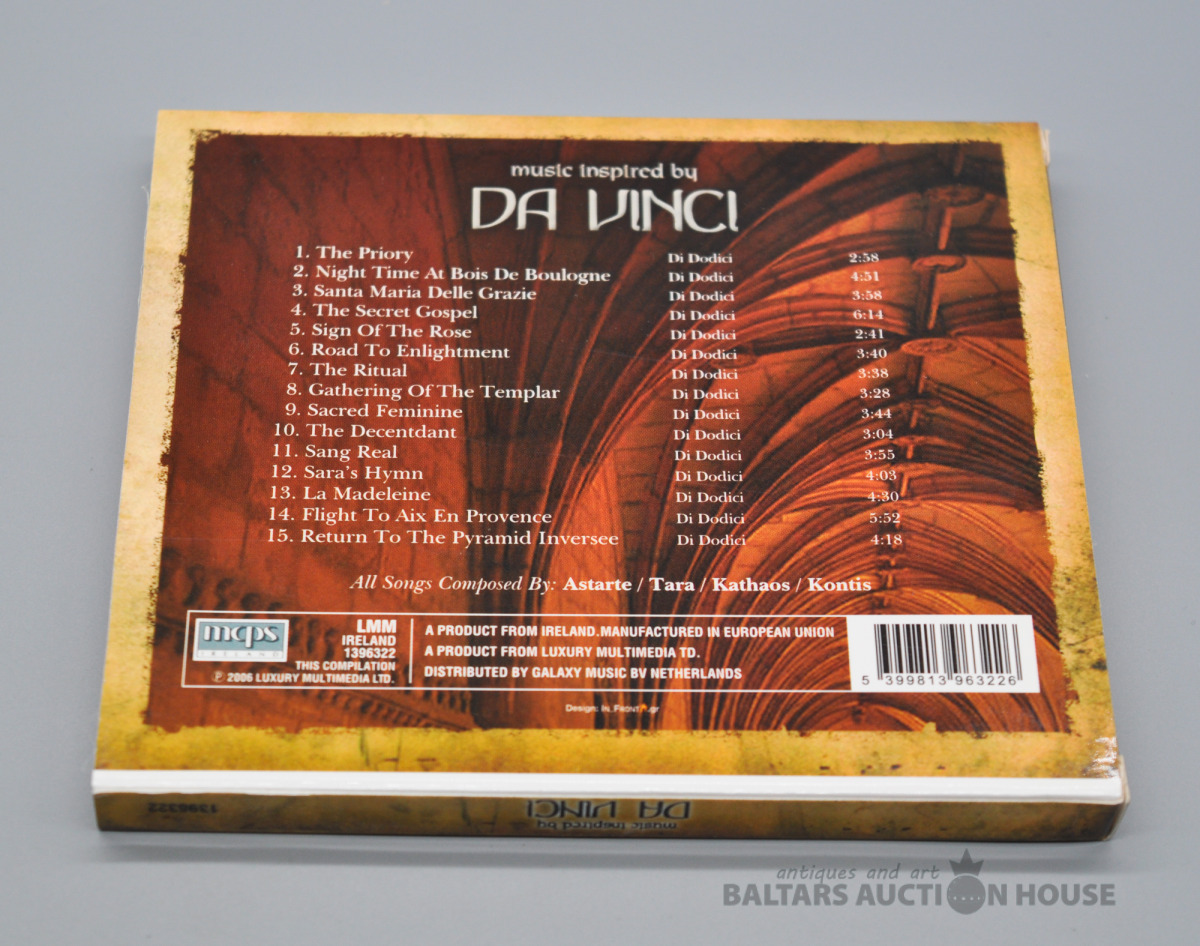 music inspired by
DA VINCI
1. The Priory Di Dodici 2:58
2. Night Time At Bois De Boulogne Di Dodici 4:51
3. Santa Maria Delle Grazie Di Dodici 3:58
4. The Secret Gospel Di Dodici 6:14
5. Sign Of The Rose Di Dodici 2:41
6. Road To Enlightment Di Dodici 3:40
7. The Ritual Di Dodici 3:38
8. Gathering Of The Templar Di Dodici 3:28
9. Sacred Feminine Di Dodici 3:44
10. The Decentdant Di Dodici 3:04
11. Sang Real Di Dodici 3:55
12. Sara's Hymn Di Dodici 4:03
13. La Madeleine Di Dodici 4:30
14. Flight To Aix En Provence Di Dodici 5:52
15. Return To The Pyramid Inversee Di Dodici 4:18
All Songs Composed By: Astarte / Tara / Kathaos / Kontis
mcps
IRELAND
LMM
IRELAND
1396322
THIS COMPILATION
℗ 2006 LUXURY MULTIMEDIA LTD.
A PRODUCT FROM IRELAND.MANUFACTURED IN EUROPEAN UNION
A PRODUCT FROM LUXURY MULTIMEDIA TD.
DISTRIBUTED BY GALAXY MUSIC BV NETHERLANDS
5 399813 963226
Design: In Front.gr
music inspired by
DA VINCI
1396322
antiques and art
BALTARS AUCTION HOUSE